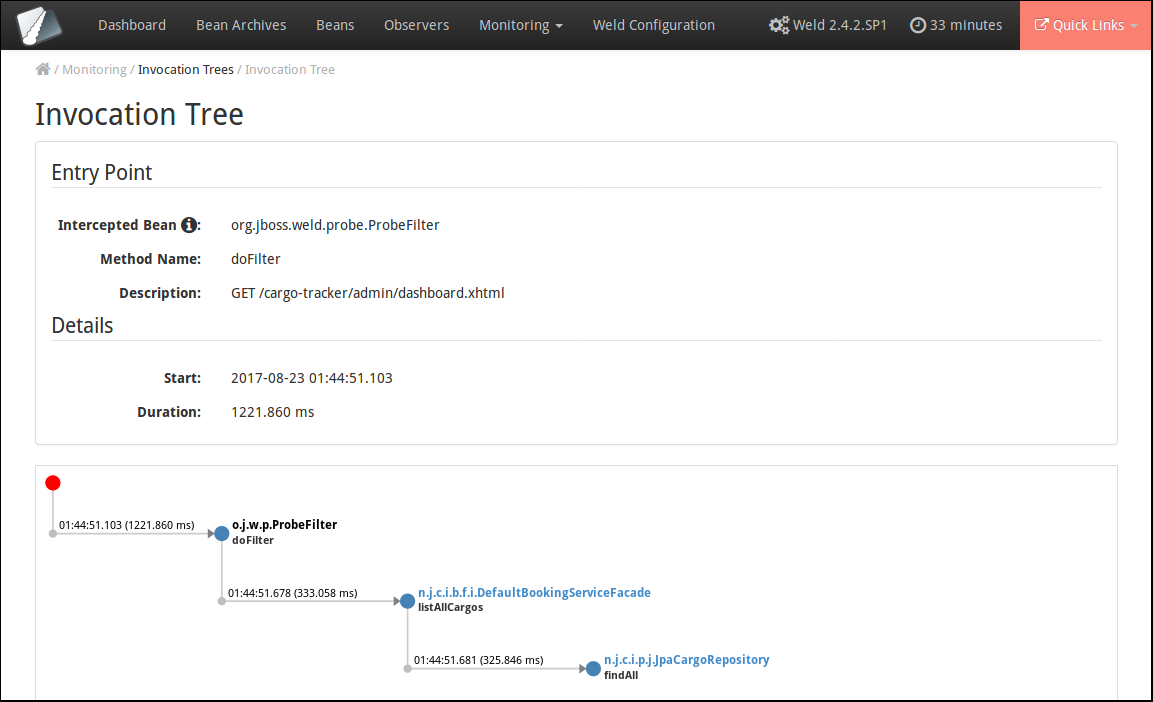 Dashboard Bean Archives Beans Observers Monitoring Weld Configuration Weld 2.4.2.SP1 33 minutes Quick Links
/ Monitoring / Invocation Trees / Invocation Tree
Invocation Tree
Entry Point
Intercepted Bean : org.jboss.weld.probe.ProbeFilter
Method Name: doFilter
Description: GET /cargo-tracker/admin/dashboard.xhtml
Details
Start: 2017-08-23 01:44:51.103
Duration: 1221.860 ms
01:44:51.103 (1221.860 ms) o.j.w.p.ProbeFilter
doFilter
01:44:51.678 (333.058 ms) n.j.c.i.b.f.i.DefaultBookingServiceFacade
listAllCargos
01:44:51.681 (325.846 ms) n.j.c.i.p.j.JpaCargoRepository
findAll